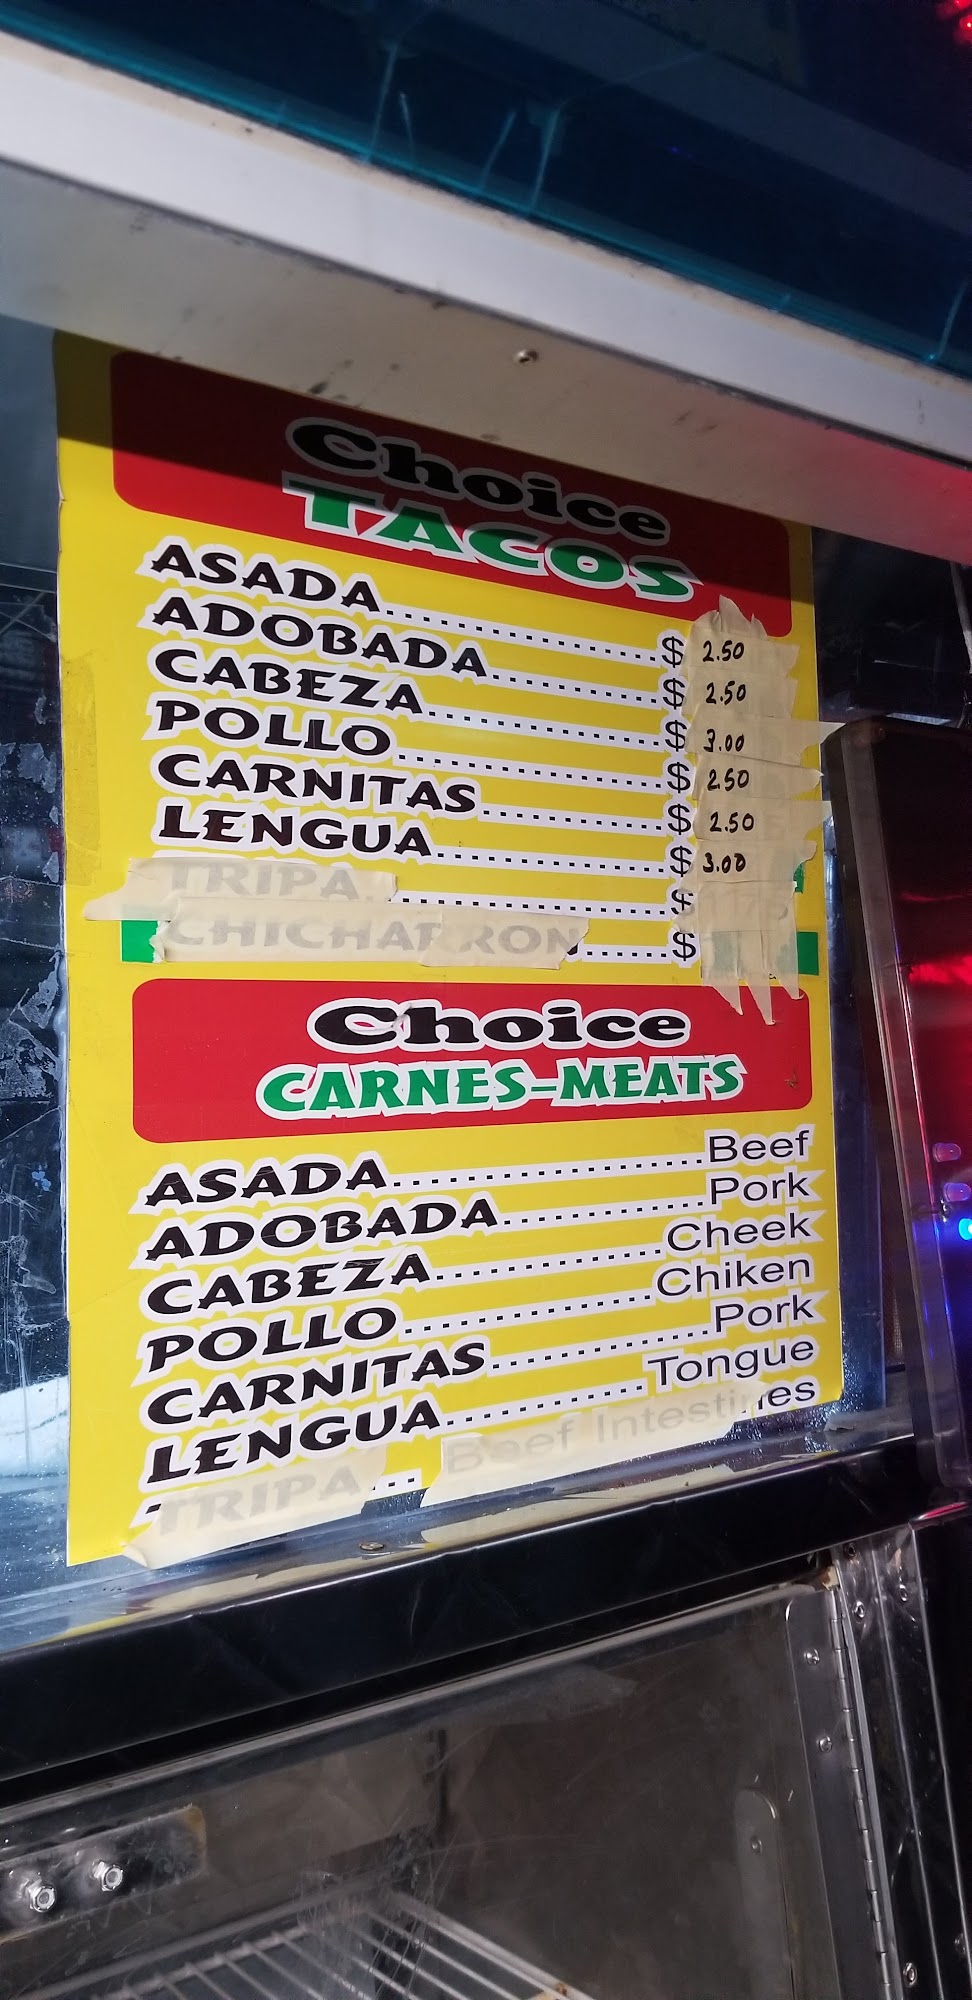 Choice
TACOS
ASADA.................$ 2.50
ADOBADA............$ 2.50
CABEZA................$ 3.00
POLLO...................$ 2.50
CARNITAS............$ 2.50
LENGUA...............$ 3.00
TRIPA....................$ 1.75
CHICHARRON......$
Choice
CARNES-MEATS
ASADA......................Beef
ADOBADA..............Pork
CABEZA................Cheek
POLLO.................Chiken
CARNITAS..............Pork
LENGUA.............Tongue
TRIPA... Beef Intestines